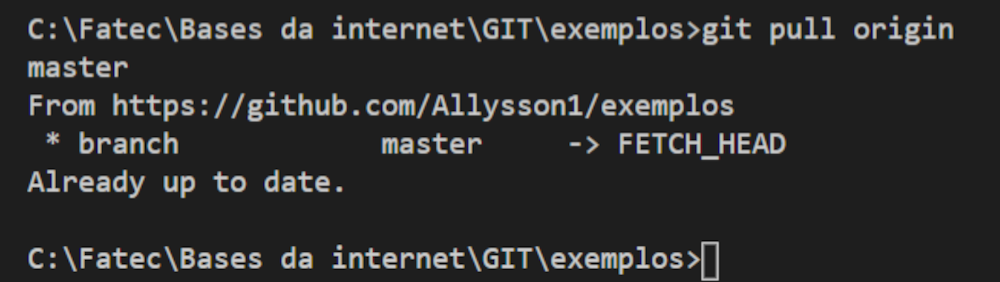 C:\Fatec\Bases da internet\GIT\exemplos>git pull origin
master
From https://github.com/Allysson1/exemplos
 * branch            master     -> FETCH_HEAD
Already up to date.
C:\Fatec\Bases da internet\GIT\exemplos>